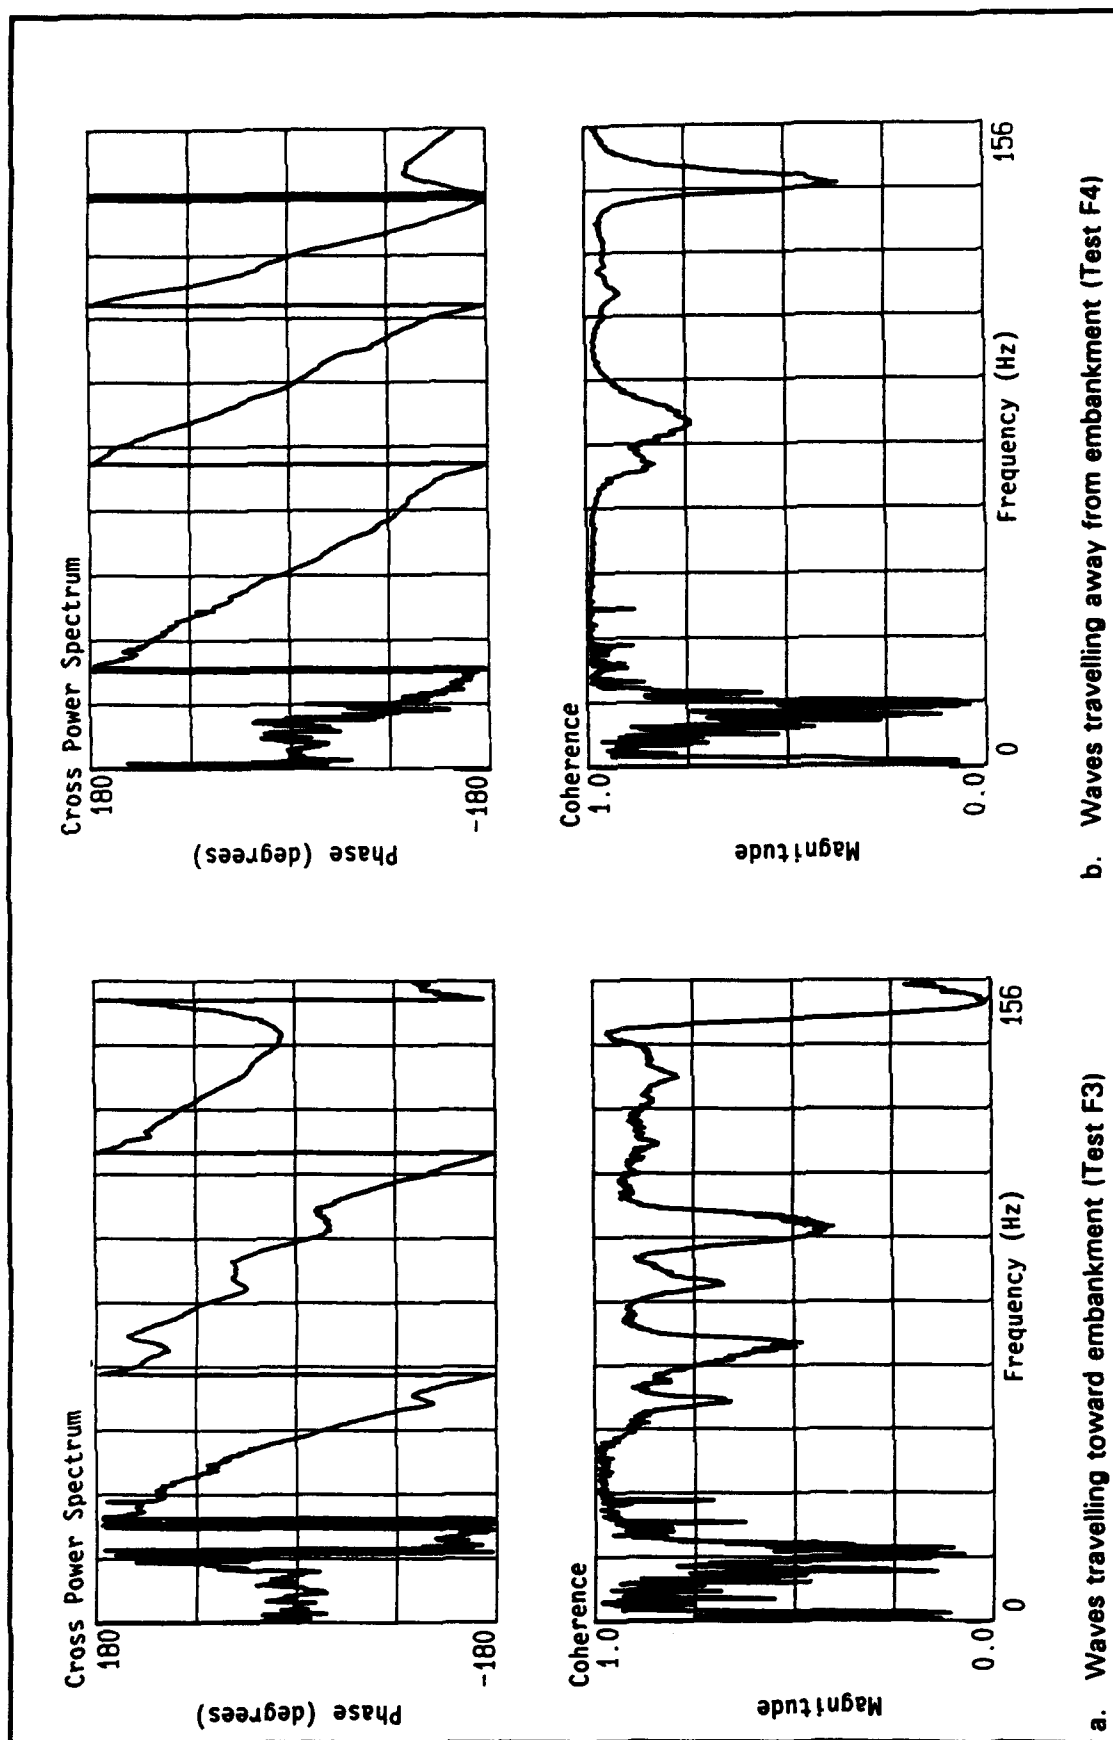 Cross Power Spectrum
180
Phase (degrees)
-180
Coherence
1.0
Magnitude
0.0
0
Frequency (Hz)
156
a. Waves travelling toward embankment (Test F3)
Cross Power Spectrum
180
Phase (degrees)
-180
Coherence
1.0
Magnitude
0.0
0
Frequency (Hz)
156
b. Waves travelling away from embankment (Test F4)